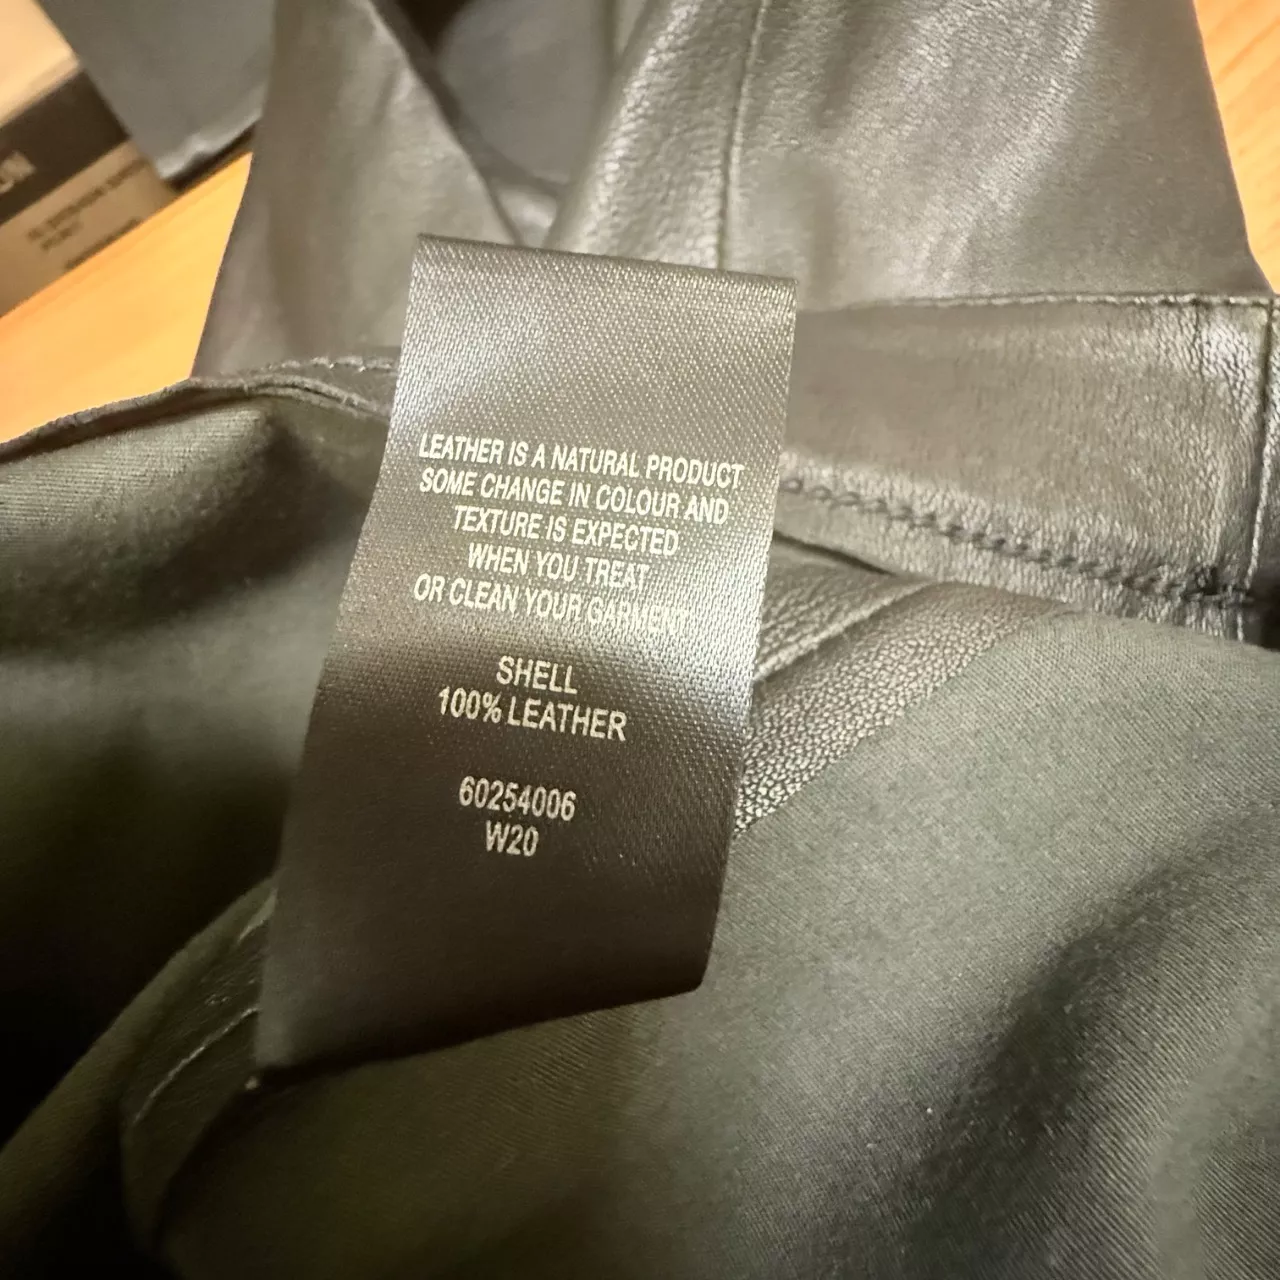 LEATHER IS A NATURAL PRODUCT
SOME CHANGE IN COLOUR AND
TEXTURE IS EXPECTED
WHEN YOU TREAT
OR CLEAN YOUR GARMENT
SHELL
100% LEATHER
60254006
W20